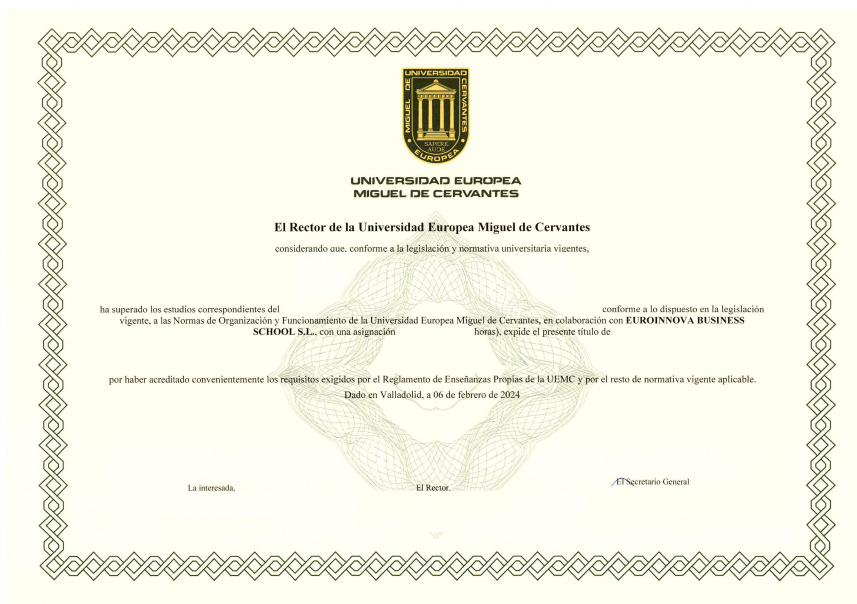 UNIVERSIDAD
MIGUEL DE
CERVANTES
SAPERE
AUDE
EUROPEA
UNIVERSIDAD EUROPEA
MIGUEL DE CERVANTES
El Rector de la Universidad Europea Miguel de Cervantes
considerando que, conforme a la legislación y normativa universitaria vigentes,
ha superado los estudios correspondientes del conforme a lo dispuesto en la legislación
vigente, a las Normas de Organización y Funcionamiento de la Universidad Europea Miguel de Cervantes, en colaboración con EUROINNOVA BUSINESS
SCHOOL S.L., con una asignación horas), expide el presente título de
por haber acreditado convenientemente los requisitos exigidos por el Reglamento de Enseñanzas Propias de la UEMC y por el resto de normativa vigente aplicable.
Dado en Valladolid, a 06 de febrero de 2024
La interesada,
El Rector,
El Secretario General